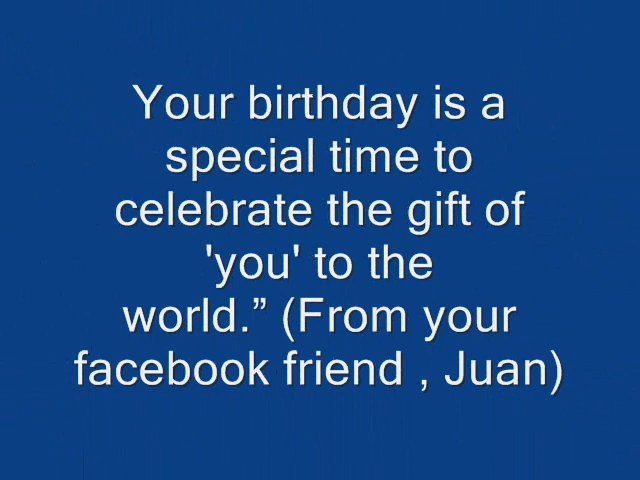 Your birthday is a
special time to
celebrate the gift of
'you' to the
world.” (From your
facebook friend , Juan)